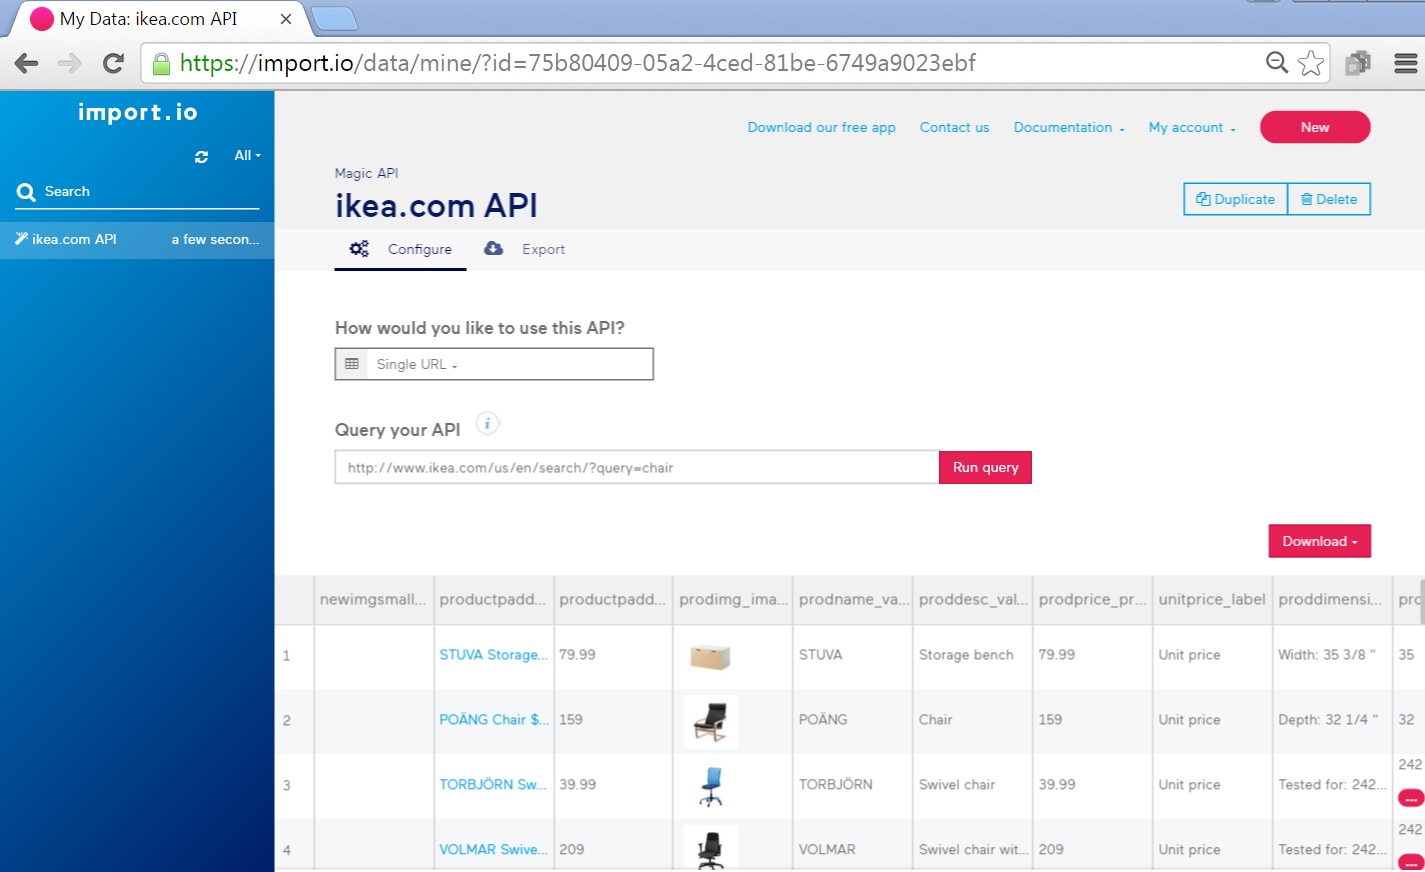 My Data: ikea.com API
https://import.io/data/mine/?id=75b80409-05a2-4ced-81be-6749a9023ebf
import.io
All
Search
ikea.com API a few secon...
Download our free app Contact us Documentation My account New
Magic API
ikea.com API
Duplicate Delete
Configure Export
How would you like to use this API?
Single URL
Query your API i
http://www.ikea.com/us/en/search/?query=chair Run query
Download
newimgsmall... productpadd... productpadd... prodimg_ima... prodname_va... proddesc_val... prodprice_pr... unitprice_label proddimensi... pro
1 STUVA Storage... 79.99 STUVA Storage bench 79.99 Unit price Width: 35 3/8 " 35
2 POÄNG Chair $... 159 POÄNG Chair 159 Unit price Depth: 32 1/4 " 32
3 TORBJÖRN Sw... 39.99 TORBJÖRN Swivel chair 39.99 Unit price Tested for: 242... 242
...
4 VOLMAR Swive... 209 VOLMAR Swivel chair wit... 209 Unit price Tested for: 242... 242
...